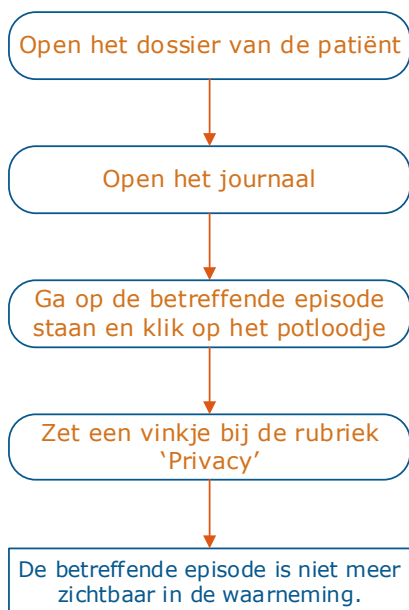 Open het dossier van de patiënt
Open het journaal
Ga op de betreffende episode
staan en klik op het potloodje
Zet een vinkje bij de rubriek
‘Privacy’
De betreffende episode is niet meer
zichtbaar in de waarneming.